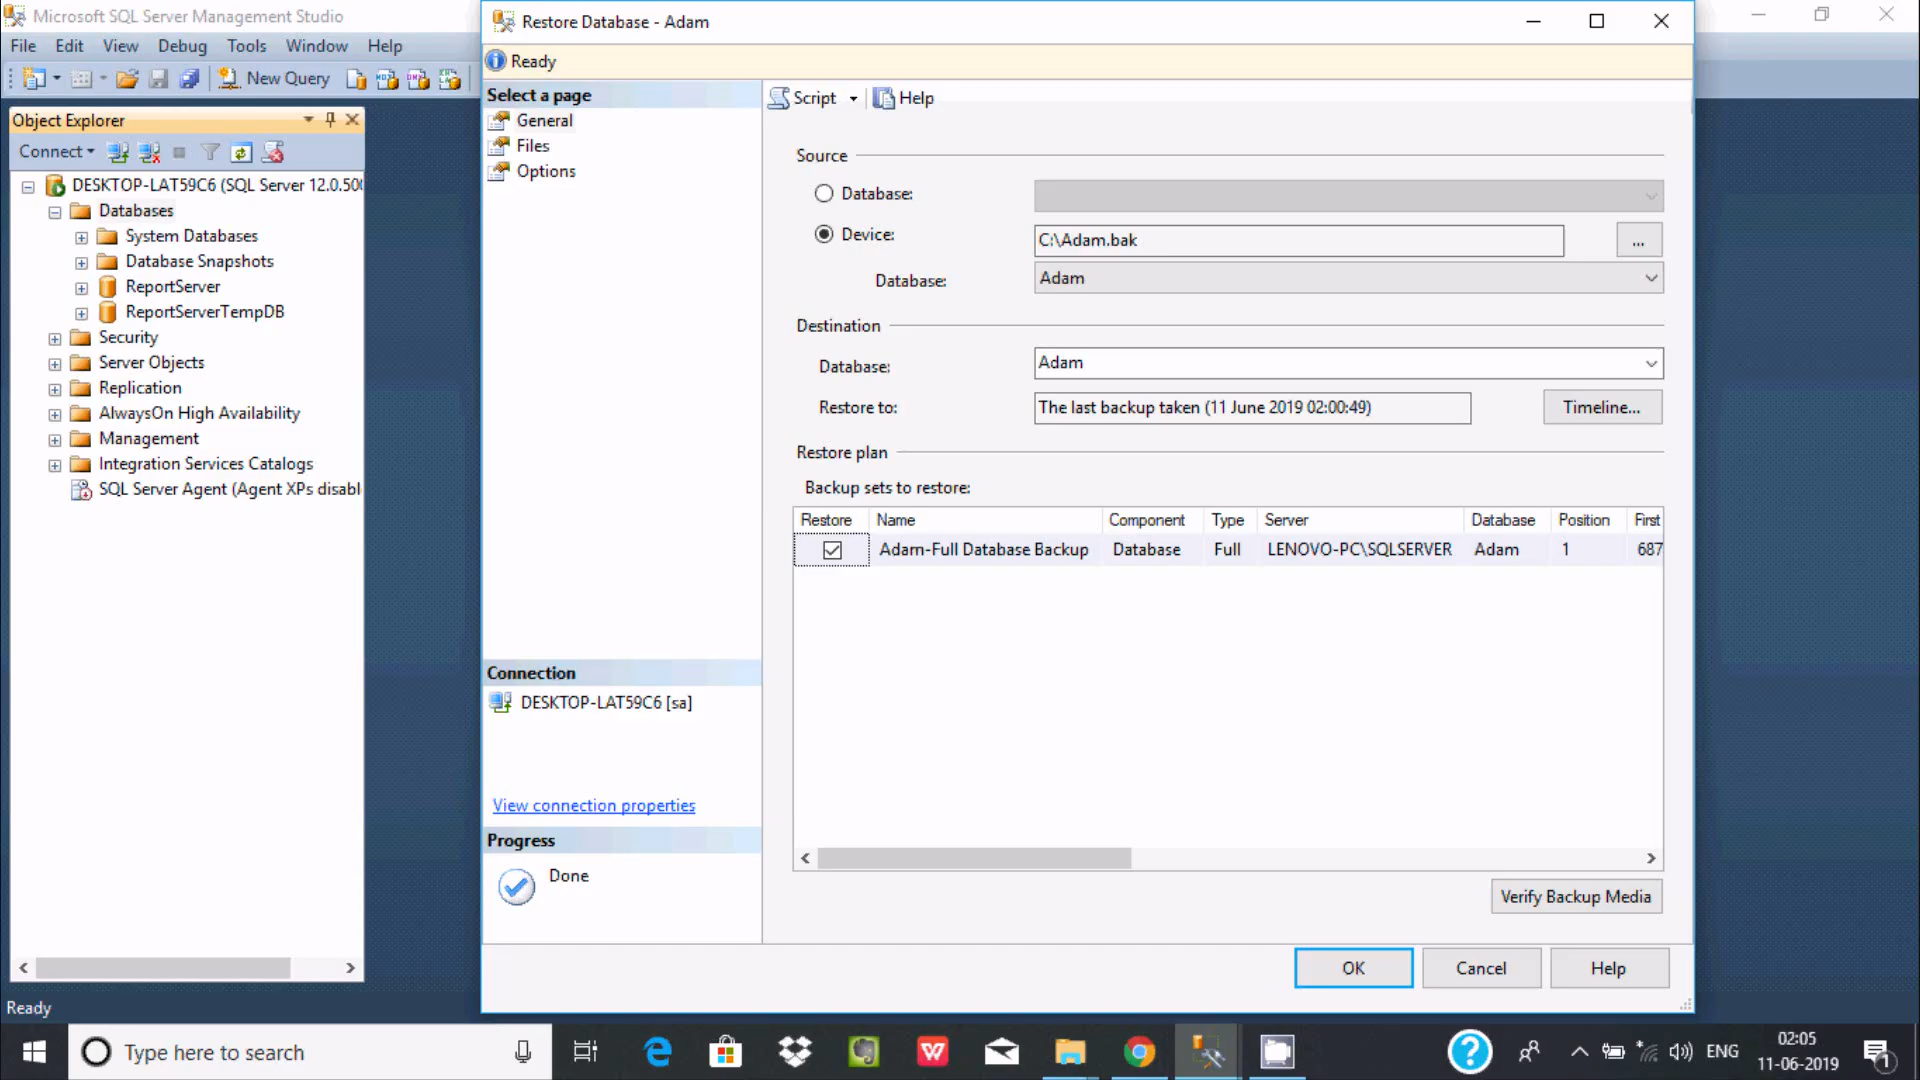 Microsoft SQL Server Management Studio
File Edit View Debug Tools Window Help
New Query
Object Explorer
Connect
DESKTOP-LAT59C6 (SQL Server 12.0.500
Databases
System Databases
Database Snapshots
ReportServer
ReportServerTempDB
Security
Server Objects
Replication
AlwaysOn High Availability
Management
Integration Services Catalogs
SQL Server Agent (Agent XPs disabl
Ready
Restore Database - Adam
Ready
Select a page
General
Files
Options
Connection
DESKTOP-LAT59C6 [sa]
View connection properties
Progress
Done
Script Help
Source
Database:
Device: C:\Adam.bak ...
Database: Adam
Destination
Database: Adam
Restore to: The last backup taken (11 June 2019 02:00:49) Timeline...
Restore plan
Backup sets to restore:
Restore Name Component Type Server Database Position First
Adam-Full Database Backup Database Full LENOVO-PC\SQLSERVER Adam 1 687
Verify Backup Media
OK Cancel Help
Type here to search
ENG
02:05
11-06-2019
1